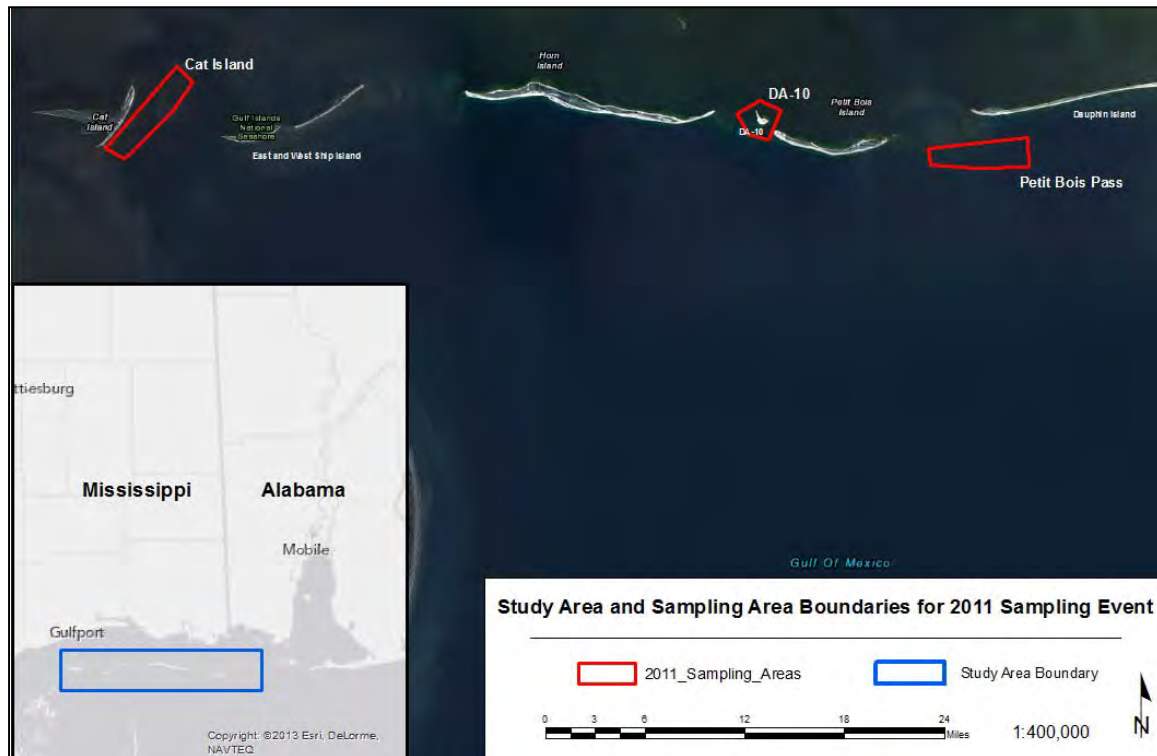 Cat Island
Cat
Island
Gulf Islands
National
Seashore
East and West Ship Island
Horn
Island
DA-10
DA-10
Petit Bois
Island
Dauphin Island
Petit Bois Pass
ttiesburg
Mississippi
Alabama
Mobile
Gulfport
Copyright: ©2013 Esri, DeLorme,
NAVTEQ
Gulf Of Mexico
Study Area and Sampling Area Boundaries for 2011 Sampling Event
2011_Sampling_Areas
Study Area Boundary
0 3 6 12 18 24
Miles
1:400,000
N